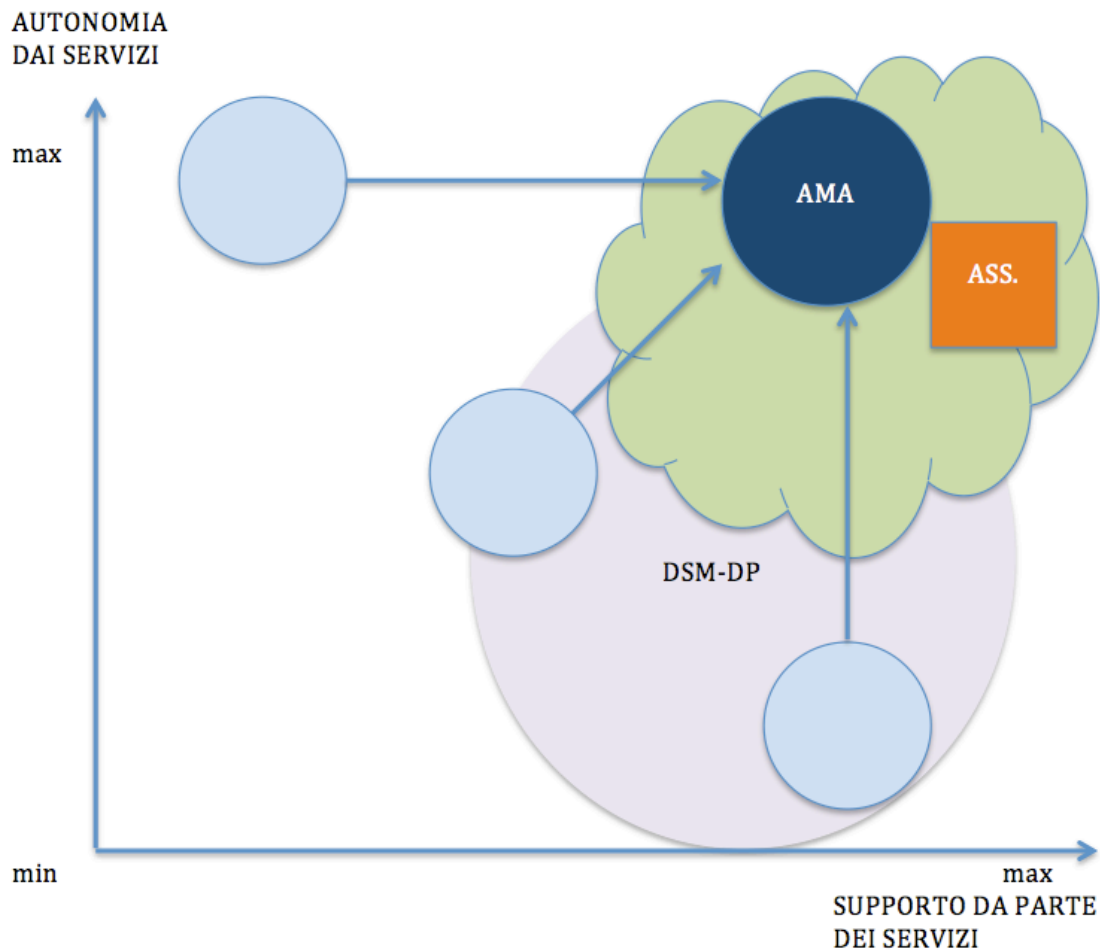 AUTONOMIA
DAI SERVIZI
max
AMA
ASS.
DSM-DP
min
max
SUPPORTO DA PARTE
DEI SERVIZI